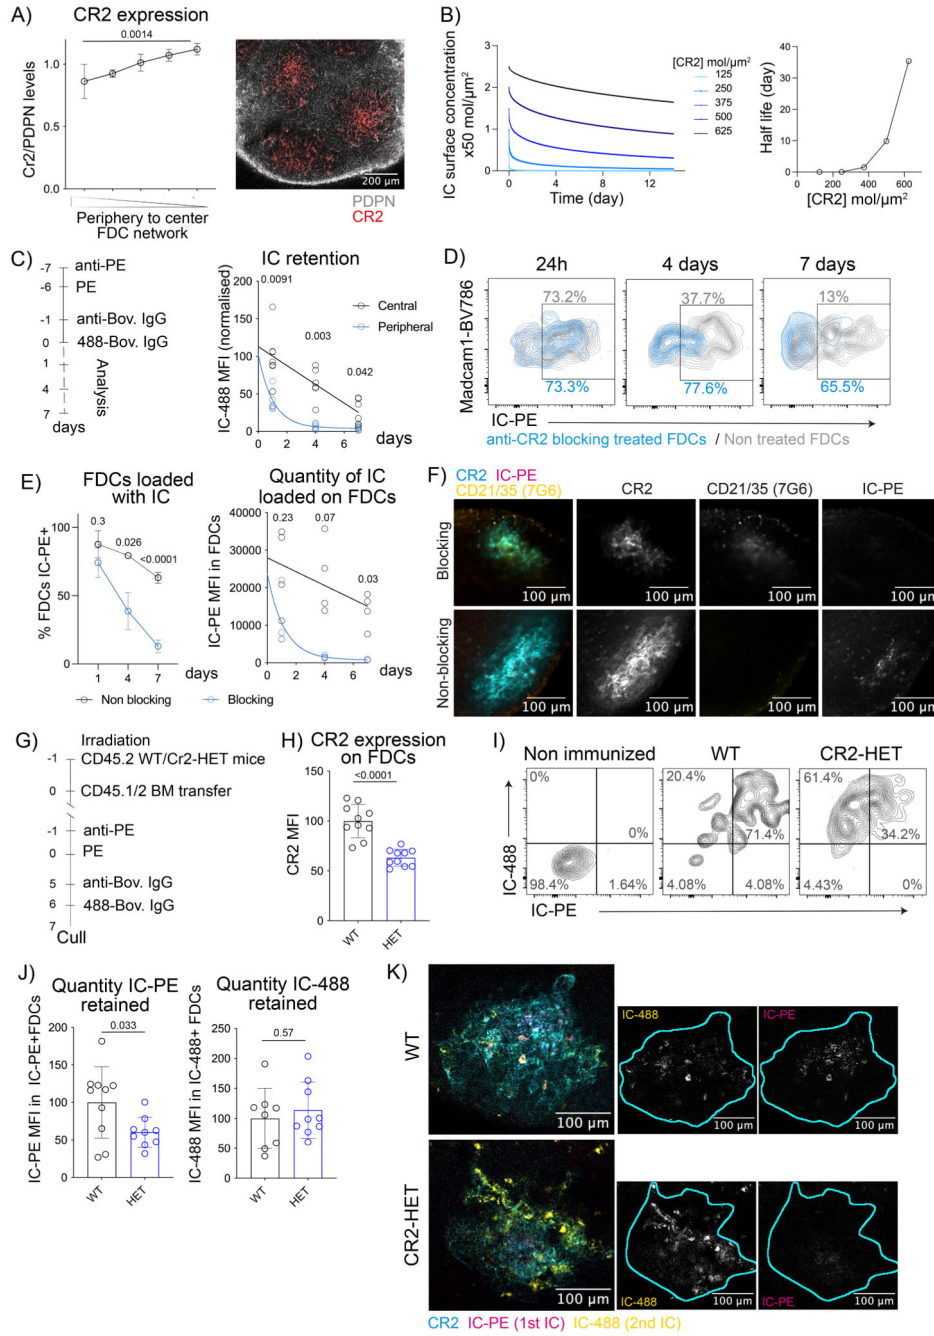 A)
CR2 expression
0.0014
1.0
0.5
0.0
Cr2/PDPN levels
Periphery to center
FDC network
200 µm
PDPN
CR2
B)
IC surface concentration
x50 mol/µm²
3
2
1
0
0
4
8
12
Time (day)
[CR2] mol/µm²
125
250
375
500
625
Half life (day)
40
30
20
10
0
0
200
400
600
[CR2] mol/µm²
C)
-7 anti-PE
-6 PE
-1 anti-Bov. IgG
0 488-Bov. IgG
1
4
7
Analysis
days
IC retention
IC-488 MFI (normalised)
200
150
100
50
0
0.0091
0.003
0.042
Central
Peripheral
0
2
4
6
days
D)
24h
4 days
7 days
Madcam1-BV786
73.2%
37.7%
13%
73.3%
77.6%
65.5%
IC-PE
anti-CR2 blocking treated FDCs / Non treated FDCs
E)
FDCs loaded
with IC
% FDCs IC-PE+
100
50
0
0.3
0.026
<0.0001
1
4
7
days
Quantity of IC
loaded on FDCs
IC-PE MFI in FDCs
40000
30000
20000
10000
0
0.23
0.07
0.03
0
2
4
6
days
Non blocking
Blocking
F)
CR2 IC-PE
CD21/35 (7G6)
CR2
CD21/35 (7G6)
IC-PE
Blocking
100 µm
100 µm
100 µm
100 µm
Non-blocking
100 µm
100 µm
100 µm
100 µm
G)
Irradiation
-1 CD45.2 WT/Cr2-HET mice
0 CD45.1/2 BM transfer
-1 anti-PE
0 PE
5 anti-Bov. IgG
6 488-Bov. IgG
7
Cull
H)
CR2 expression
on FDCs
<0.0001
CR2 MFI
150
100
50
0
WT
HET
I)
Non immunized
WT
CR2-HET
0%
0%
98.4%
1.64%
20.4%
71.4%
4.08%
4.08%
61.4%
34.2%
4.43%
0%
IC-488
IC-PE
J)
Quantity IC-PE
retained
0.033
IC-PE MFI in IC-PE+FDCs
200
150
100
50
0
WT
HET
Quantity IC-488
retained
0.57
IC-488 MFI in IC-488+ FDCs
250
200
150
100
50
0
WT
HET
K)
WT
100 µm
IC-488
100 µm
IC-PE
100 µm
CR2-HET
100 µm
IC-488
100 µm
IC-PE
100 µm
CR2 IC-PE (1st IC) IC-488 (2nd IC)